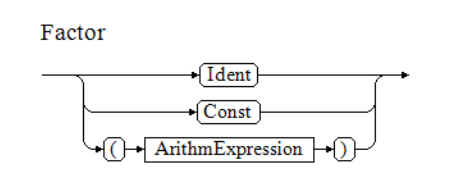 Factor
Ident
Const
( ArithmExpression )